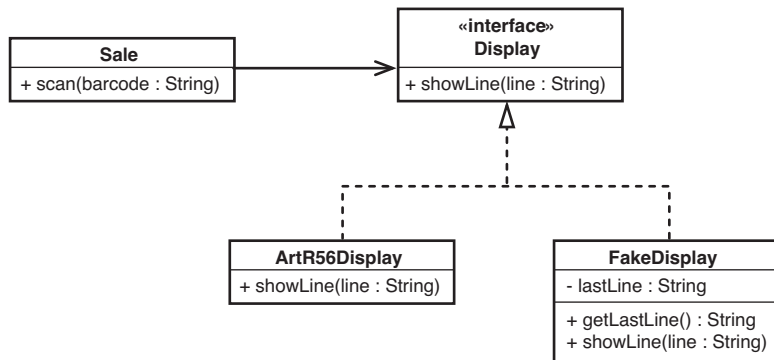 Sale
+ scan(barcode : String)
«interface»
Display
+ showLine(line : String)
ArtR56Display
+ showLine(line : String)
FakeDisplay
- lastLine : String
+ getLastLine() : String
+ showLine(line : String)